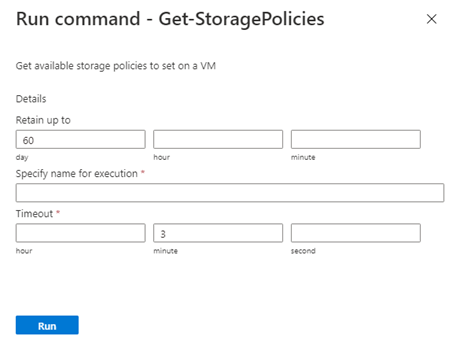 Run command - Get-StoragePolicies
Get available storage policies to set on a VM
Details
Retain up to
60
day hour minute
Specify name for execution *
Timeout *
3
hour minute second
Run